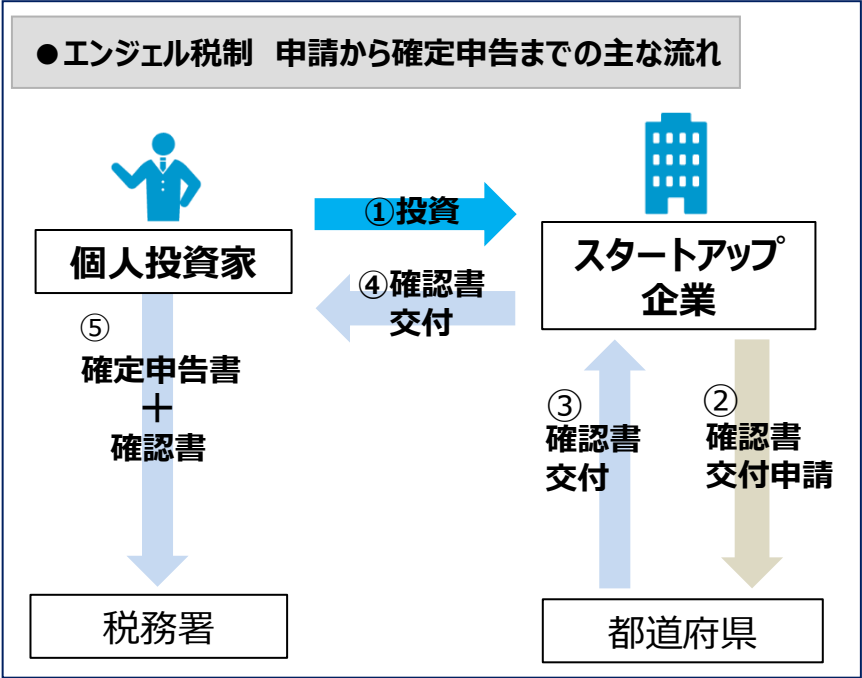 ●エンジェル税制 申請から確定申告までの主な流れ
①投資
個人投資家
スタートアップ
企業
④確認書
交付
⑤
確定申告書
＋
確認書
③
確認書
交付
②
確認書
交付申請
税務署
都道府県